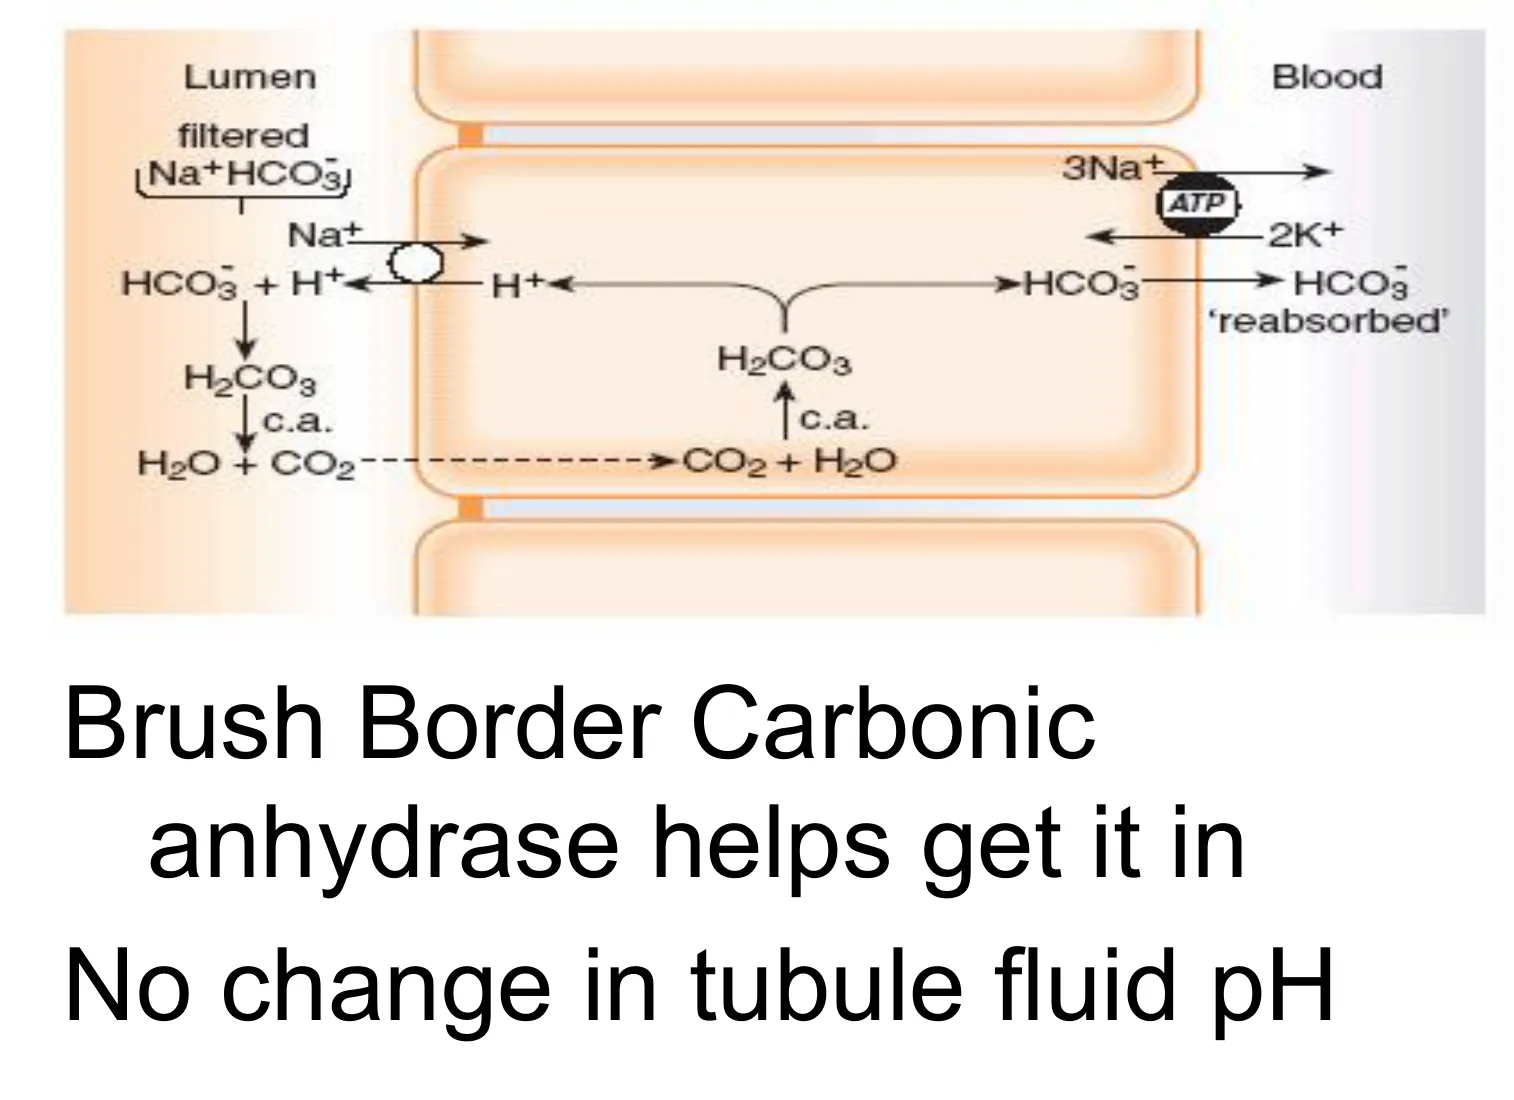 Lumen
Blood
filtered
Na⁺HCO₃⁻
3Na⁺
ATP
Na⁺
2K⁺
HCO₃⁻ + H⁺
H⁺
HCO₃⁻
HCO₃⁻
'reabsorbed'
H₂CO₃
H₂CO₃
c.a.
c.a.
H₂O + CO₂
CO₂ + H₂O
Brush Border Carbonic
anhydrase helps get it in
No change in tubule fluid pH